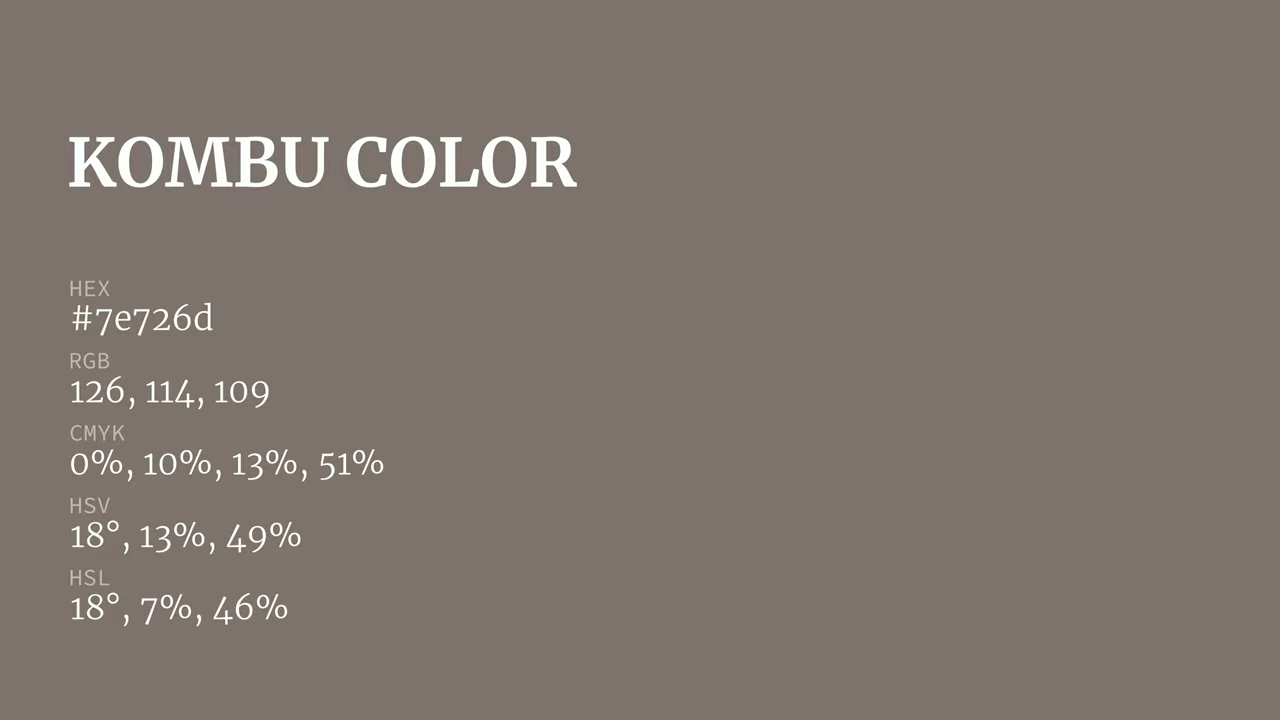 KOMBU COLOR
HEX
#7e726d
RGB
126, 114, 109
CMYK
0%, 10%, 13%, 51%
HSV
18°, 13%, 49%
HSL
18°, 7%, 46%